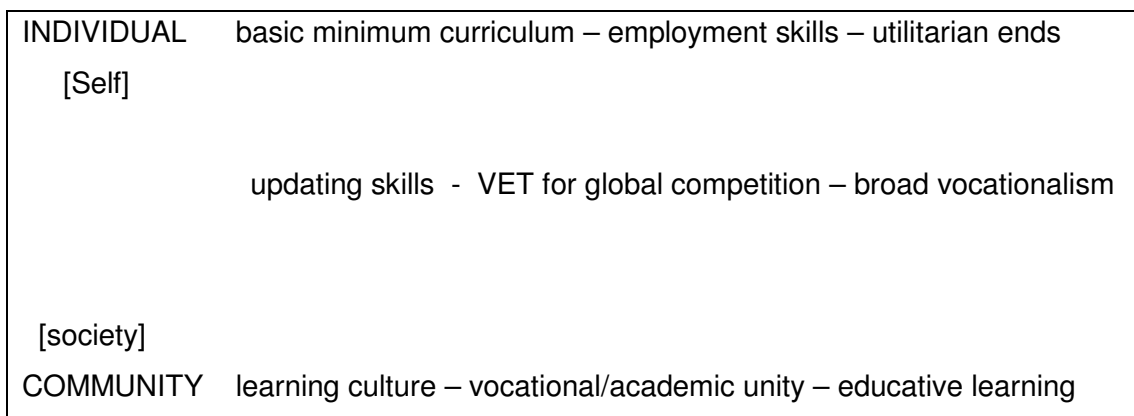 INDIVIDUAL basic minimum curriculum – employment skills – utilitarian ends
[Self]
updating skills - VET for global competition – broad vocationalism
[society]
COMMUNITY learning culture – vocational/academic unity – educative learning